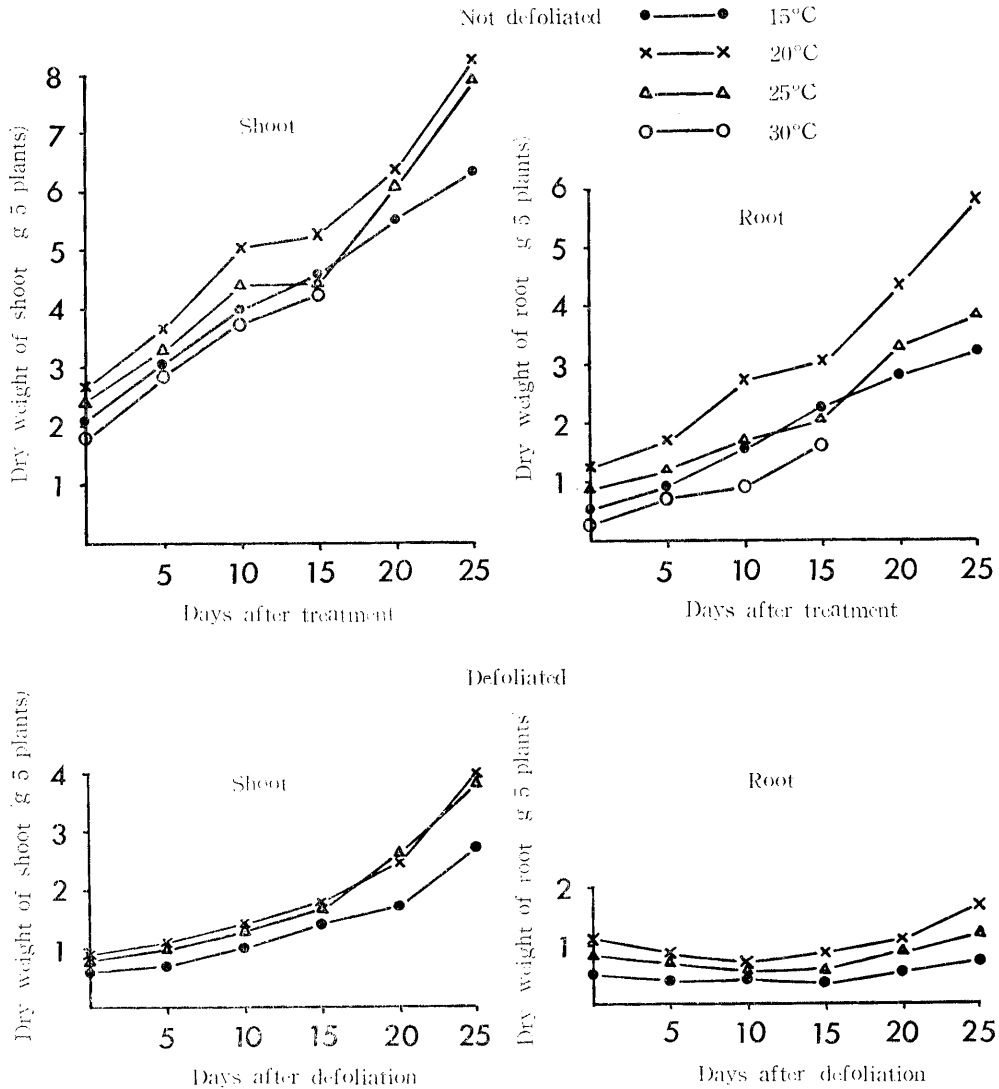 Not defoliated
15°C
20°C
25°C
30°C
Shoot
Dry weight of shoot g 5 plants)
8
7
6
5
4
3
2
1
5 10 15 20 25
Days after treatment
Root
Dry weight of root g 5 plants)
6
5
4
3
2
1
5 10 15 20 25
Days after treatment
Defoliated
Shoot
Dry weight of shoot g 5 plants)
4
3
2
1
5 10 15 20 25
Days after defoliation
Root
Dry weight of root g 5 plants
2
1
5 10 15 20 25
Days after defoliation